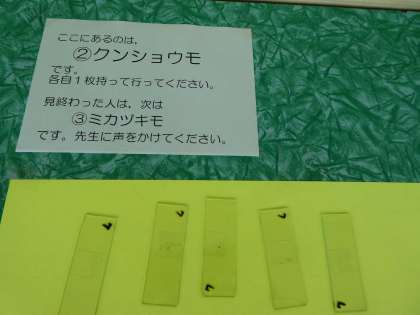 ここにあるのは、
②クンショウモ
です。
各自1枚持って行ってください。
見終わった人は、次は
③ミカヅキモ
です。先生に声をかけてください。